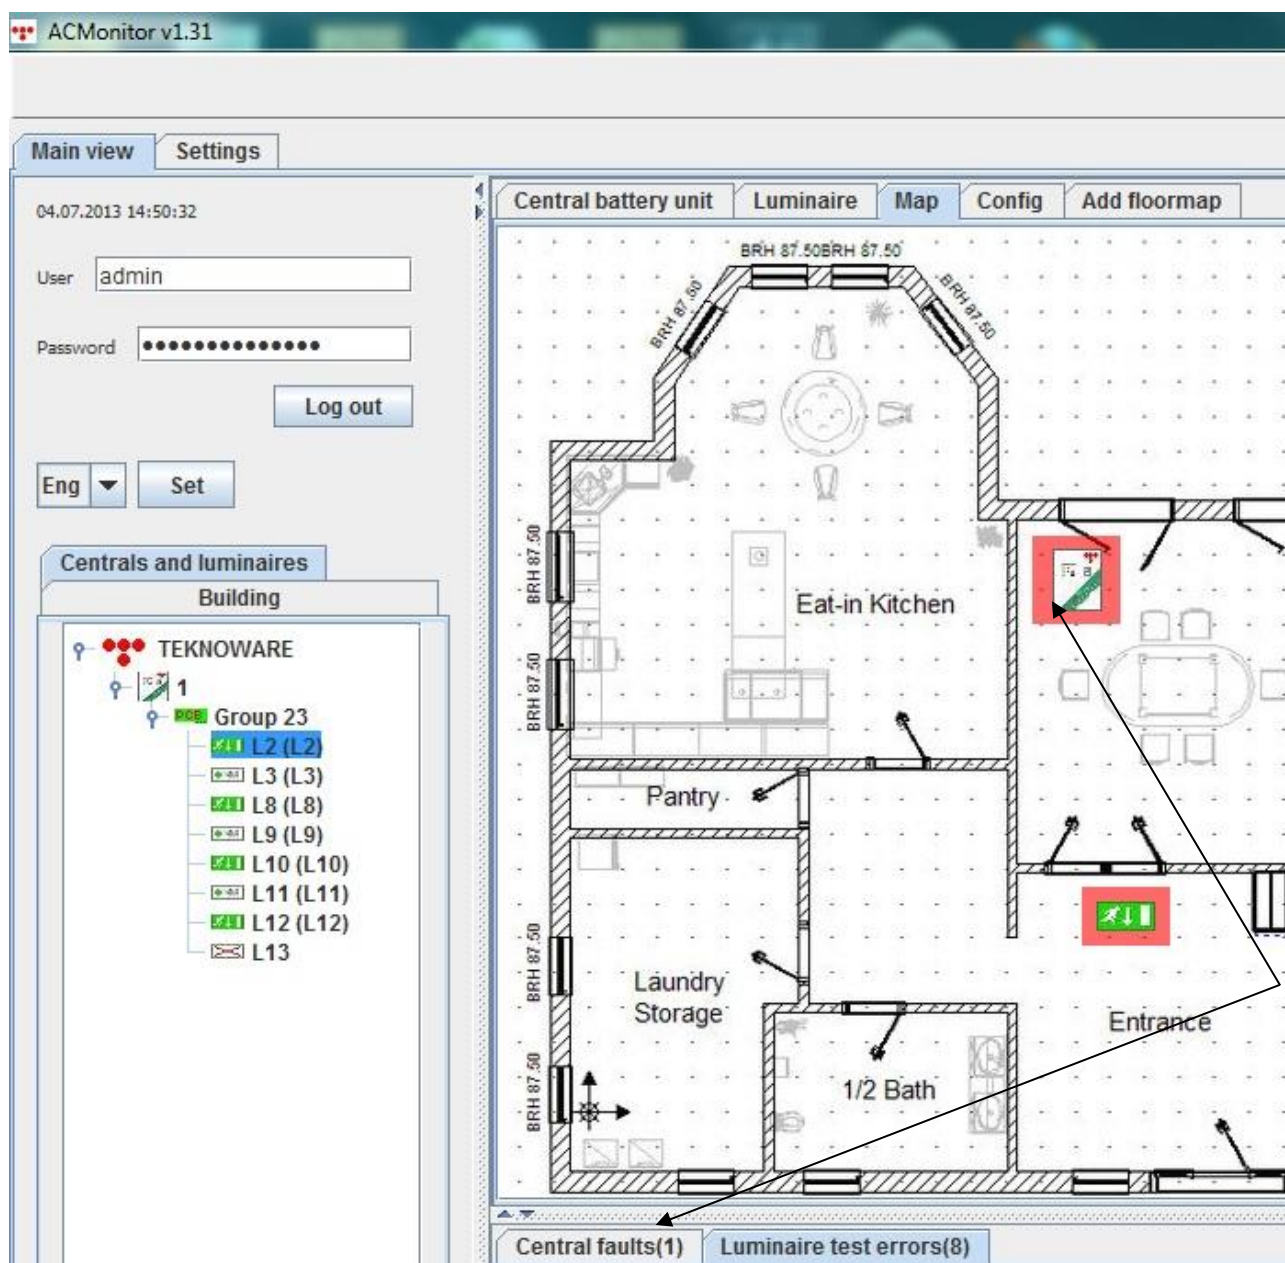 ACMonitor v1.31
Main view
Settings
04.07.2013 14:50:32
User
admin
Password
●●●●●●●●●●●●●●
Log out
Eng
Set
Centrals and luminaires
Building
TEKNOWARE
1
PCB Group 23
L2 (L2)
L3 (L3)
L8 (L8)
L9 (L9)
L10 (L10)
L11 (L11)
L12 (L12)
L13
Central battery unit
Luminaire
Map
Config
Add floormap
BRH 87.50BRH 87.50
BRH 87.50
BRH 87.50
BRH 87.50
Eat-in Kitchen
BRH 87.50
Pantry
BRH 87.50
Laundry
Storage
Entrance
BRH 87.50
1/2 Bath
Central faults(1)
Luminaire test errors(8)